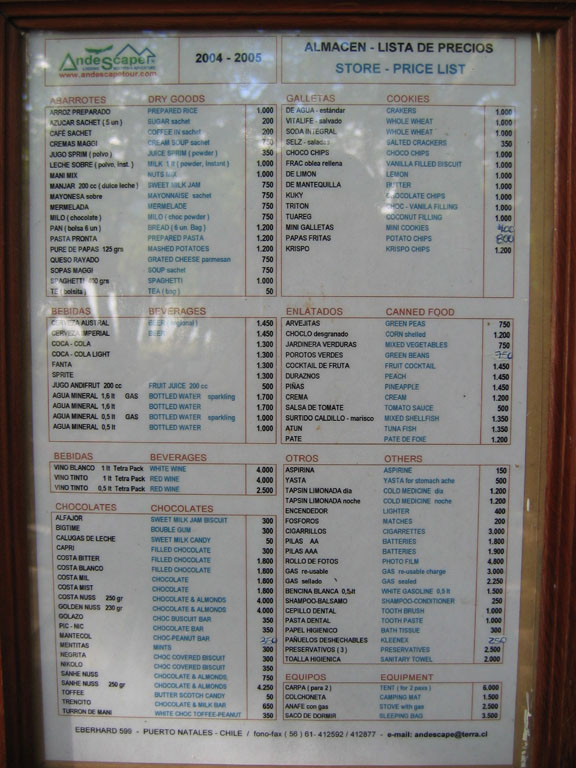 AndeScape
www.andescapetour.com
2004 - 2005
ALMACEN - LISTA DE PRECIOS
STORE - PRICE LIST
ABARROTES DRY GOODS
ARROZ PREPARADO PREPARED RICE 1.000
AZUCAR SACHET ( 5 un ) SUGAR sachet 200
CAFÉ SACHET COFFEE IN sachet 200
CREMAS MAGGI CREAM SOUP sachet 750
JUGO SPRIM ( polvo ) JUICE SPRIM ( powder ) 350
LECHE SOBRE ( polvo, inst. ) MILK 1 lt ( powder, instant ) 1.000
MANI MIX NUTS MIX 1.000
MANJAR 200 cc ( dulce leche ) SWEET MILK JAM 750
MAYONESA sobre MAYONNAISE sachet 750
MERMELADA MERMELADE 750
MILO ( chocolate ) MILO ( choc powder ) 750
PAN ( bolsa 6 un ) BREAD ( 6 un Bag ) 1.200
PASTA PRONTA PREPARED PASTA 1.200
PURE DE PAPAS 125 grs MASHED POTATOES 1.200
QUESO RAYADO GRATED CHEESE parmesan 750
SOPAS MAGGI SOUP sachet 750
SPAGHETTI 400 grs SPAGHETTI 1.000
TÉ ( bolsita ) TEA ( bag ) 50
GALLETAS COOKIES
DE AGUA - estándar CRAKERS 1.000
VITALIFE - salvado WHOLE WHEAT 1.000
SODA INTEGRAL WHOLE WHEAT 1.000
SELZ - saladas SALTED CRACKERS 350
CHOCO CHIPS CHOCO CHIPS 1.000
FRAC oblea rellena VANILLA FILLED BISCUIT 1.000
DE LIMON LEMON 1.000
DE MANTEQUILLA BUTTER 1.000
KUKY CHOCOLATE CHIPS 1.000
TRITON CHOC - VANILA FILLING 1.000
TUAREG COCONUT FILLING 1.000
MINI GALLETAS MINI COOKIES 400
PAPAS FRITAS POTATO CHIPS 800
KRISPO KRISPO CHIPS 1.200
BEBIDAS BEVERAGES
CERVEZA AUSTRAL BEER ( regional ) 1.450
CERVEZA IMPERIAL BEER 1.450
COCA - COLA 1.300
COCA - COLA LIGHT 1.300
FANTA 1.300
SPRITE 1.300
JUGO ANDIFRUT 200 cc FRUIT JUICE 200 cc 500
AGUA MINERAL 1,6 lt GAS BOTTLED WATER sparkling 1.700
AGUA MINERAL 1,6 lt BOTTLED WATER 1.700
AGUA MINERAL 0,5 lt GAS BOTTLED WATER sparkling 1.000
AGUA MINERAL 0,5 lt BOTTLED WATER 1.000
ENLATADOS CANNED FOOD
ARVEJITAS GREEN PEAS 750
CHOCLO desgranado CORN shelled 1.200
JARDINERA VERDURAS MIXED VEGETABLES 750
POROTOS VERDES GREEN BEANS 750
COCKTAIL DE FRUTA FRUIT COCKTAIL 1.450
DURAZNOS PEACH 1.450
PIÑAS PINEAPPLE 1.450
CREMA CREAM 1.200
SALSA DE TOMATE TOMATO SAUCE 500
SURTIDO CALDILLO - marisco MIXED SHELLFISH 1.350
ATUN TUNA FISH 1.350
PATE PATE DE FOIE 1.200
BEBIDAS BEVERAGES
VINO BLANCO 1 lt Tetra Pack WHITE WINE 4.000
VINO TINTO 1 lt Tetra Pack RED WINE 4.000
VINO TINTO 0,5 lt Tetra Pack RED WINE 2.500
CHOCOLATES CHOCOLATES
ALFAJOR SWEET MILK JAM BISCUIT 300
BIGTIME BOUBLE GUM 300
CALUGAS DE LECHE SWEET MILK CANDY 50
CAPRI FILLED CHOCOLATE 300
COSTA BITTER FILLED CHOCOLATE 1.800
COSTA BLANCO FILLED CHOCOLATE 1.800
COSTA MIL CHOCOLATE 1.800
COSTA MIST CHOCOLATE 1.800
COSTA NUSS 250 gr CHOCOLATE & ALMONDS 4.000
GOLDEN NUSS 230 gr CHOCOLATE & ALMONDS 4.000
GOLAZO CHOC BUSCUIT BAR 350
PIC - NIC CHOCOLATE BAR 300
MANTECOL CHOC-PEANUT BAR 250
MENTITAS MINTS 300
NEGRITA CHOC COVERED BISCUIT 300
NIKOLO CHOC COVERED BISCUIT 350
SAHNE NUSS CHOCOLATE & ALMONDS 750
SAHNE NUSS 250 gr CHOCOLATE & ALMONDS 4.250
TOFFEE BUTTER SCOTCH CANDY 50
TRENCITO CHOCOLATE & MILK BAR 650
TURRON DE MANI WHITE CHOC TOFFEE-PEANUT 350
OTROS OTHERS
ASPIRINA ASPIRINE 150
YASTA YASTA for stomach ache 500
TAPSIN LIMONADA dia COLD MEDICINE dia 1.200
TAPSIN LIMONADA noche COLD MEDICINE noche 1.200
ENCENDEDOR LIGHTER 400
FOSFOROS MATCHES 200
CIGARRILLOS CIGARRETTES 3.000
PILAS AA BATTERIES 1.800
PILAS AAA BATTERIES 1.900
ROLLO DE FOTOS PHOTO FILM 4.800
GAS re-usable GAS re-usable charge 3.000
GAS sellado GAS sealed 2.250
BENCINA BLANCA 0,5lt WHITE GASOLINE 0,5 lt 1.500
SHAMPOO-BALSAMO SHAMPOO-CONDITIONER 250
CEPILLO DENTAL TOOTH BRUSH 1.000
PASTA DENTAL TOOTH PASTE 1.000
PAPEL HIGIENICO BATH TISSUE 300
PAÑUELOS DESHECHABLES KLEENEX 250
PRESERVATIVOS ( 3 ) PRESERVATIVES 2.500
TOALLA HIGIENICA SANITARY TOWEL 2.000
EQUIPOS EQUIPMENT
CARPA ( para 2 ) TENT ( for 2 paxs ) 6.000
COLCHONETA CAMPING MAT 1.500
ANAFE con gas STOVE with gas 2.500
SACO DE DORMIR SLEEPING BAG 3.500
EBERHARD 599 - PUERTO NATALES - CHILE / fono-fax ( 56 ) 61- 412592 / 412877 - e-mail: andescape@terra.cl